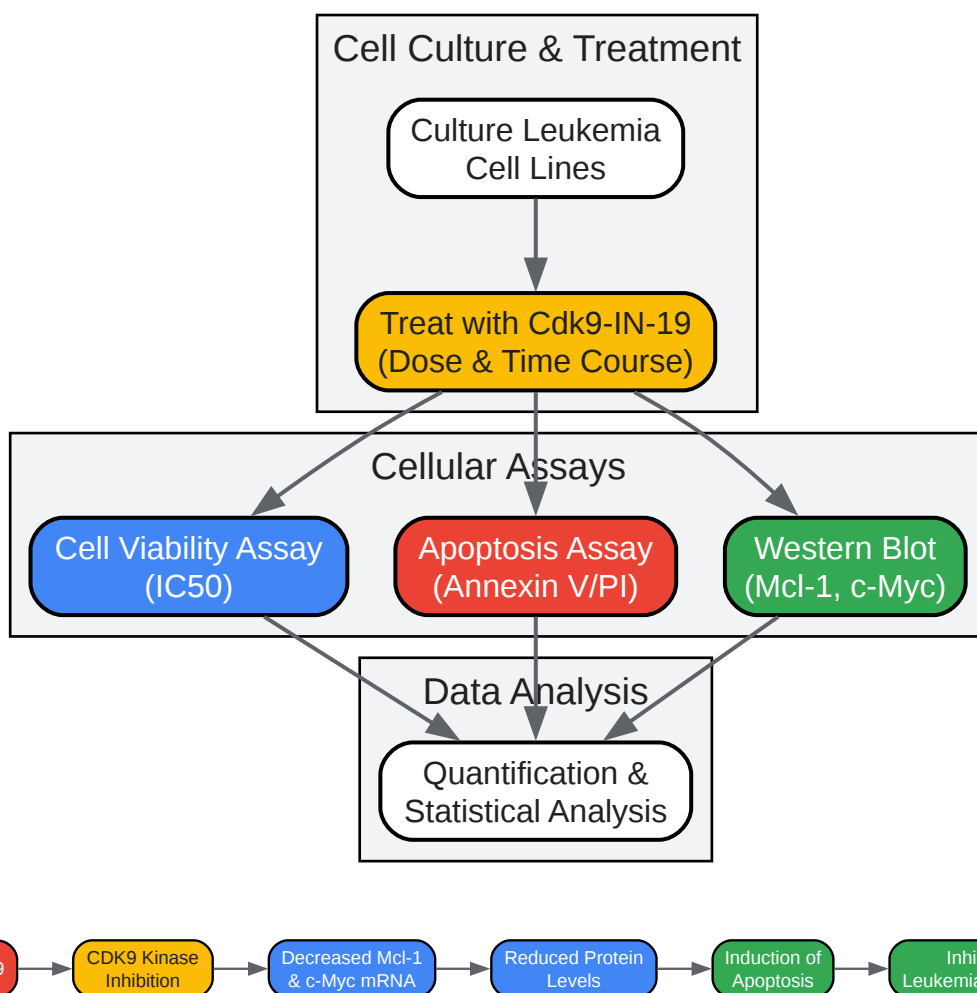 Cell Culture & Treatment
Culture Leukemia
Cell Lines
Treat with Cdk9-IN-19
(Dose & Time Course)
Cellular Assays
Cell Viability Assay
(IC50)
Apoptosis Assay
(Annexin V/PI)
Western Blot
(Mcl-1, c-Myc)
Data Analysis
Quantification &
Statistical Analysis
CDK9 Kinase
Inhibition
Decreased Mcl-1
& c-Myc mRNA
Reduced Protein
Levels
Induction of
Apoptosis
Leukemia